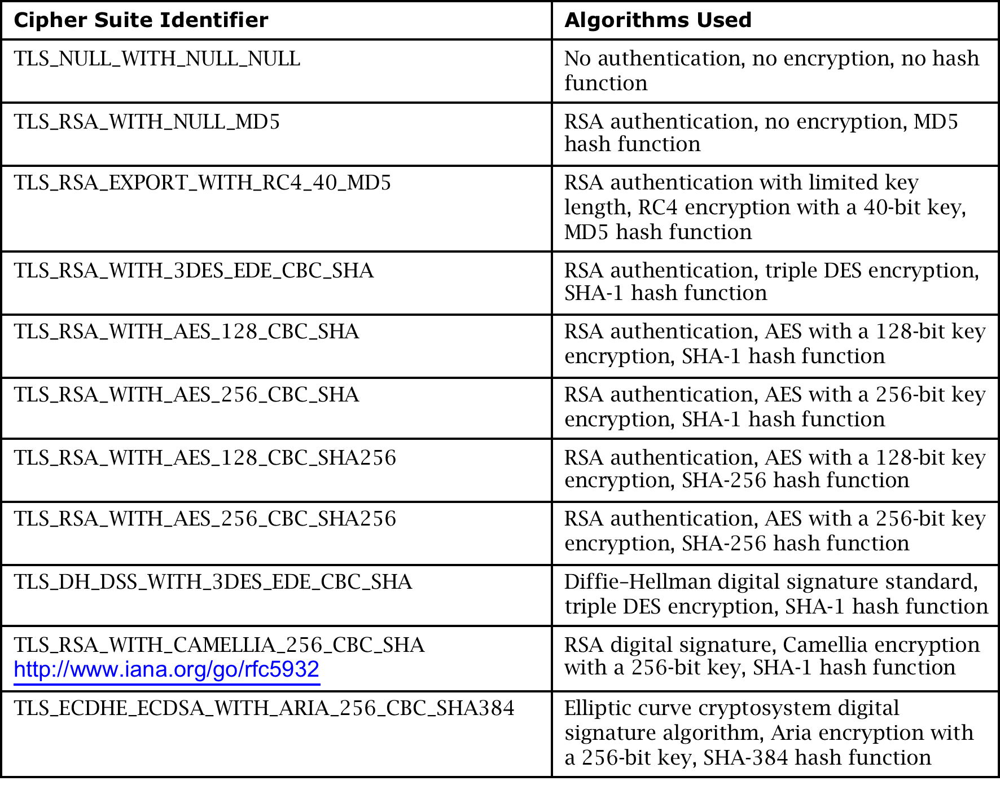 Cipher Suite Identifier
Algorithms Used
TLS_NULL_WITH_NULL_NULL
No authentication, no encryption, no hash
function
TLS_RSA_WITH_NULL_MD5
RSA authentication, no encryption, MD5
hash function
TLS_RSA_EXPORT_WITH_RC4_40_MD5
RSA authentication with limited key
length, RC4 encryption with a 40-bit key,
MD5 hash function
TLS_RSA_WITH_3DES_EDE_CBC_SHA
RSA authentication, triple DES encryption,
SHA-1 hash function
TLS_RSA_WITH_AES_128_CBC_SHA
RSA authentication, AES with a 128-bit key
encryption, SHA-1 hash function
TLS_RSA_WITH_AES_256_CBC_SHA
RSA authentication, AES with a 256-bit key
encryption, SHA-1 hash function
TLS_RSA_WITH_AES_128_CBC_SHA256
RSA authentication, AES with a 128-bit key
encryption, SHA-256 hash function
TLS_RSA_WITH_AES_256_CBC_SHA256
RSA authentication, AES with a 256-bit key
encryption, SHA-256 hash function
TLS_DH_DSS_WITH_3DES_EDE_CBC_SHA
Diffie–Hellman digital signature standard,
triple DES encryption, SHA-1 hash function
TLS_RSA_WITH_CAMELLIA_256_CBC_SHA
http://www.iana.org/go/rfc5932
RSA digital signature, Camellia encryption
with a 256-bit key, SHA-1 hash function
TLS_ECDHE_ECDSA_WITH_ARIA_256_CBC_SHA384
Elliptic curve cryptosystem digital
signature algorithm, Aria encryption with
a 256-bit key, SHA-384 hash function